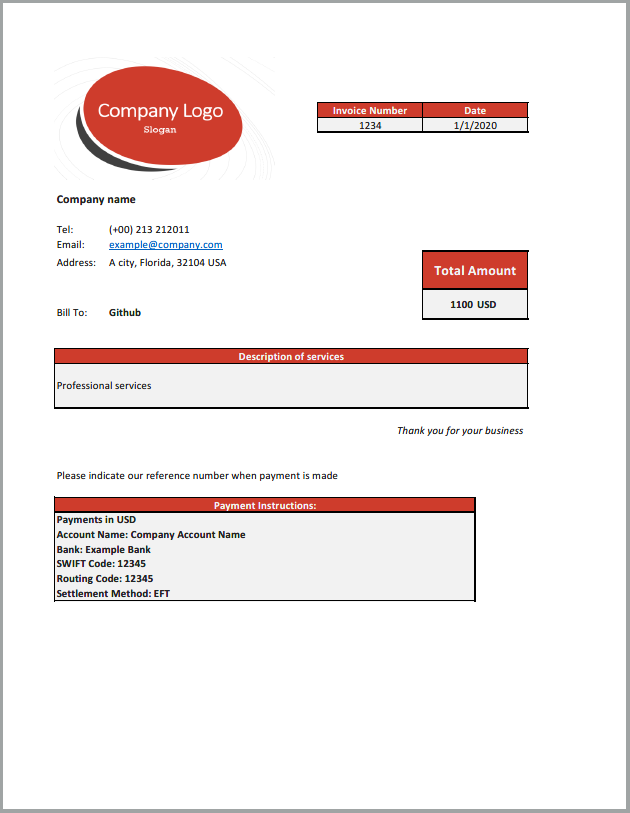 Company Logo
Slogan
Invoice Number Date
1234 1/1/2020
Company name
Tel: (+00) 213 212011
Email: example@company.com
Address: A city, Florida, 32104 USA
Total Amount
1100 USD
Bill To: Github
Description of services
Professional services
Thank you for your business
Please indicate our reference number when payment is made
Payment Instructions:
Payments in USD
Account Name: Company Account Name
Bank: Example Bank
SWIFT Code: 12345
Routing Code: 12345
Settlement Method: EFT